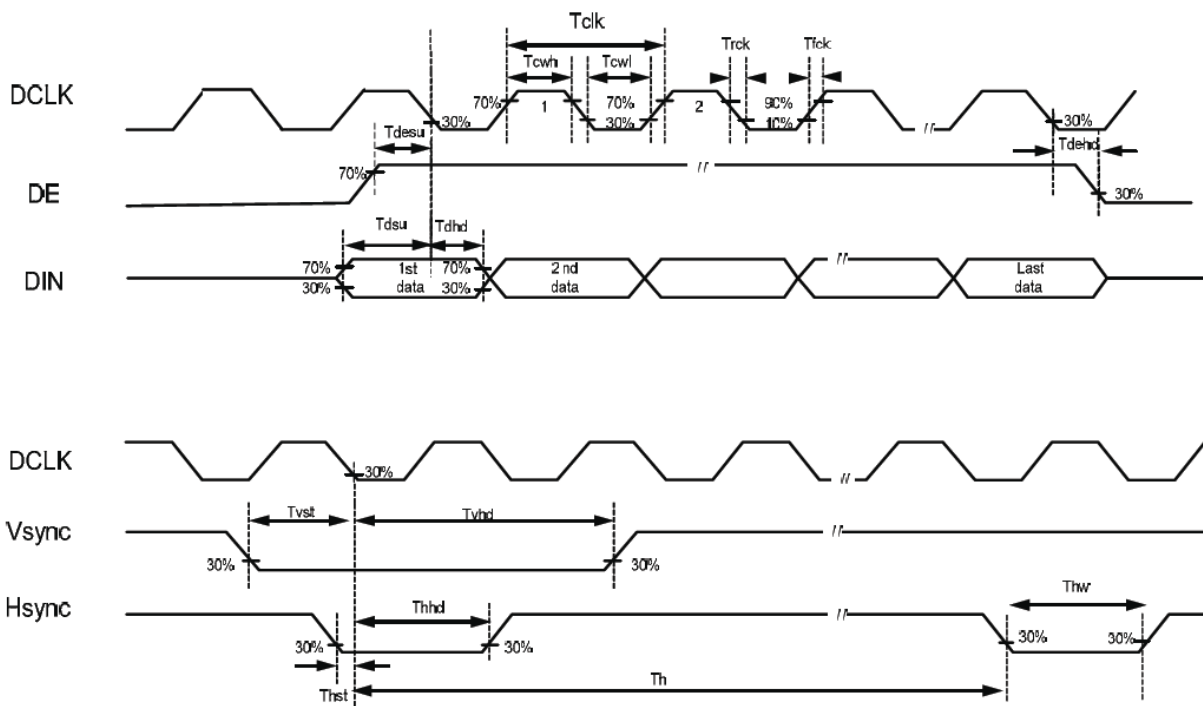 Tclk
Tcwh Tcwl Trck Tfck
DCLK 70% 1 70% 2 90%
30% 30% 10% // 30%
Tdesu Tdehd
DE 70% // 30%
Tdsu Tdhd
DIN 70% 1st 70% 2nd // Last
30% data 30% data data
DCLK 30% //
Tvst Tvhd
Vsync //
30% 30%
Hsync Thhd // Thw
30% 30% 30% 30%
Thst Th